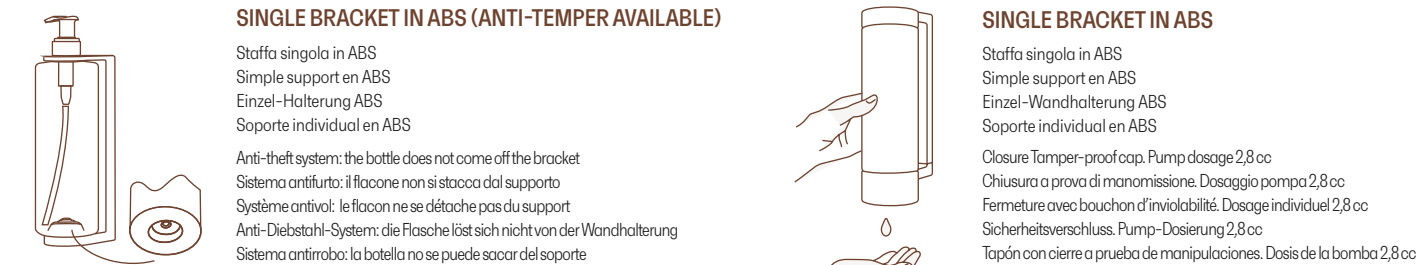 SINGLE BRACKET IN ABS (ANTI-TEMPER AVAILABLE)
Staffa singola in ABS
Simple support en ABS
Einzel-Halterung ABS
Soporte individual en ABS
Anti-theft system: the bottle does not come off the bracket
Sistema antifurto: il flacone non si stacca dal supporto
Système antivol: le flacon ne se détache pas du support
Anti-Diebstahl-System: die Flasche löst sich nicht von der Wandhalterung
Sistema antirrobo: la botella no se puede sacar del soporte
SINGLE BRACKET IN ABS
Staffa singola in ABS
Simple support en ABS
Einzel-Wandhalterung ABS
Soporte individual en ABS
Closure Tamper-proof cap. Pump dosage 2,8 cc
Chiusura a prova di manomissione. Dosaggio pompa 2,8 cc
Fermeture avec bouchon d'inviolabilité. Dosage individuel 2,8 cc
Sicherheitsverschluss. Pump-Dosierung 2,8 cc
Tapón con cierre a prueba de manipulaciones. Dosis de la bomba 2,8 cc